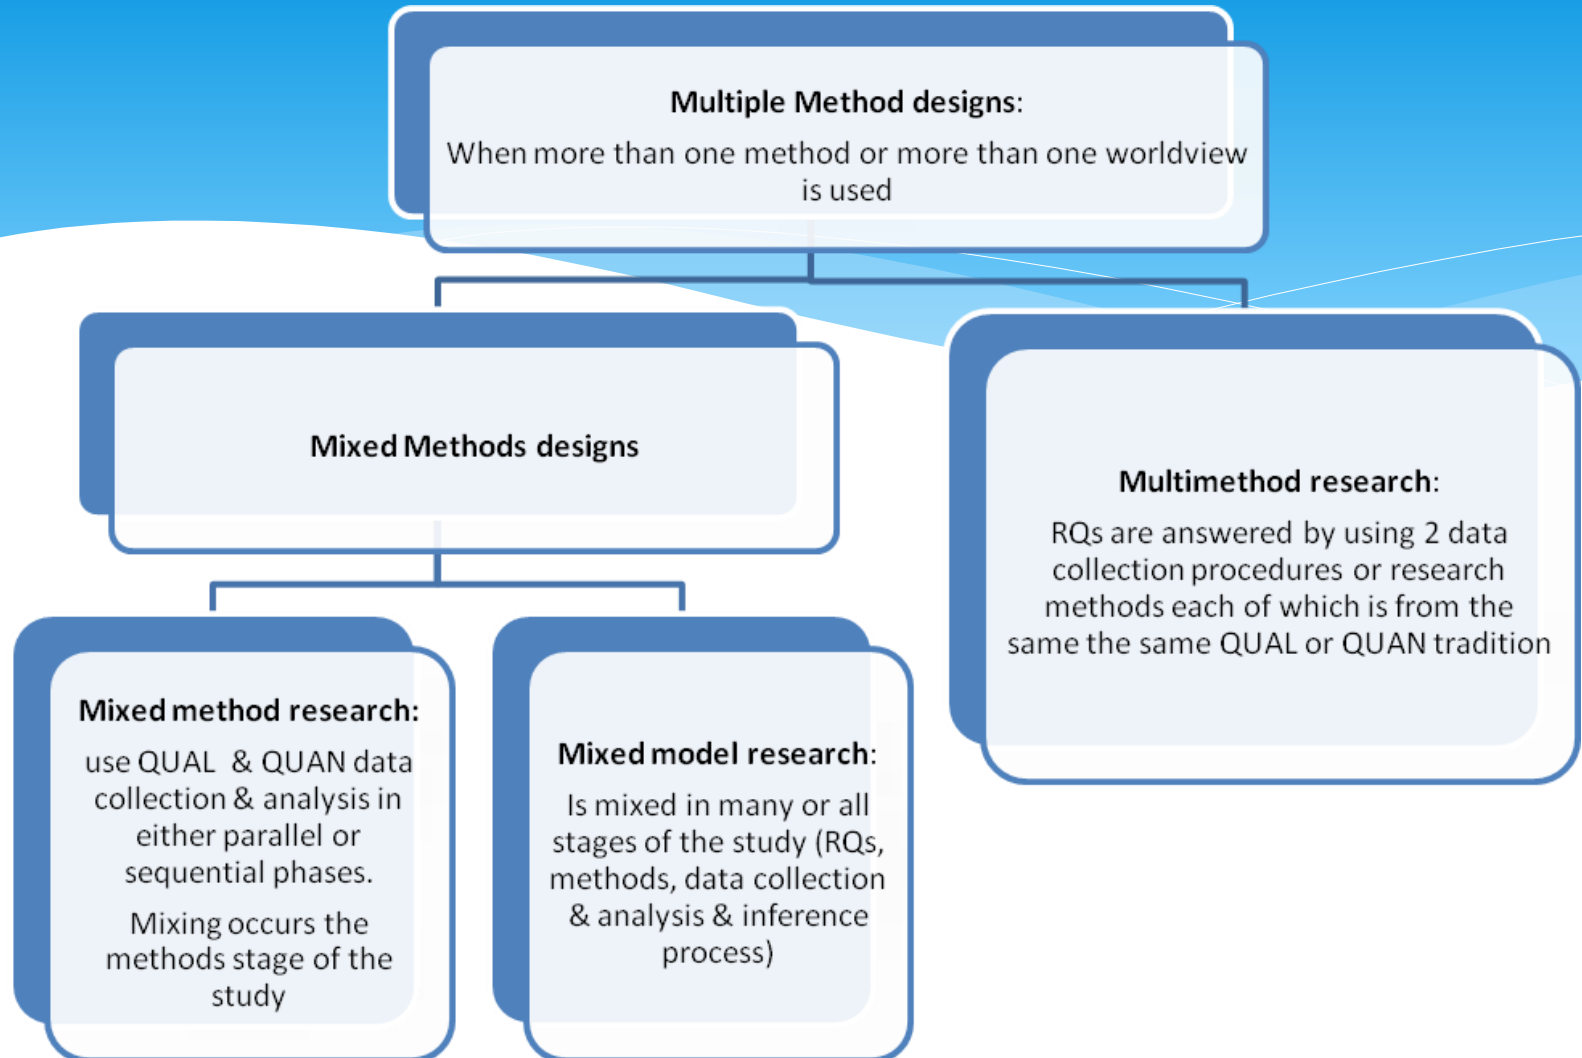 Multiple Method designs:
When more than one method or more than one worldview
is used
Mixed Methods designs
Multimethod research:
RQs are answered by using 2 data
collection procedures or research
methods each of which is from the
same the same QUAL or QUAN tradition
Mixed method research:
use QUAL & QUAN data
collection & analysis in
either parallel or
sequential phases.
Mixing occurs the
methods stage of the
study
Mixed model research:
Is mixed in many or all
stages of the study (RQs,
methods, data collection
& analysis & inference
process)